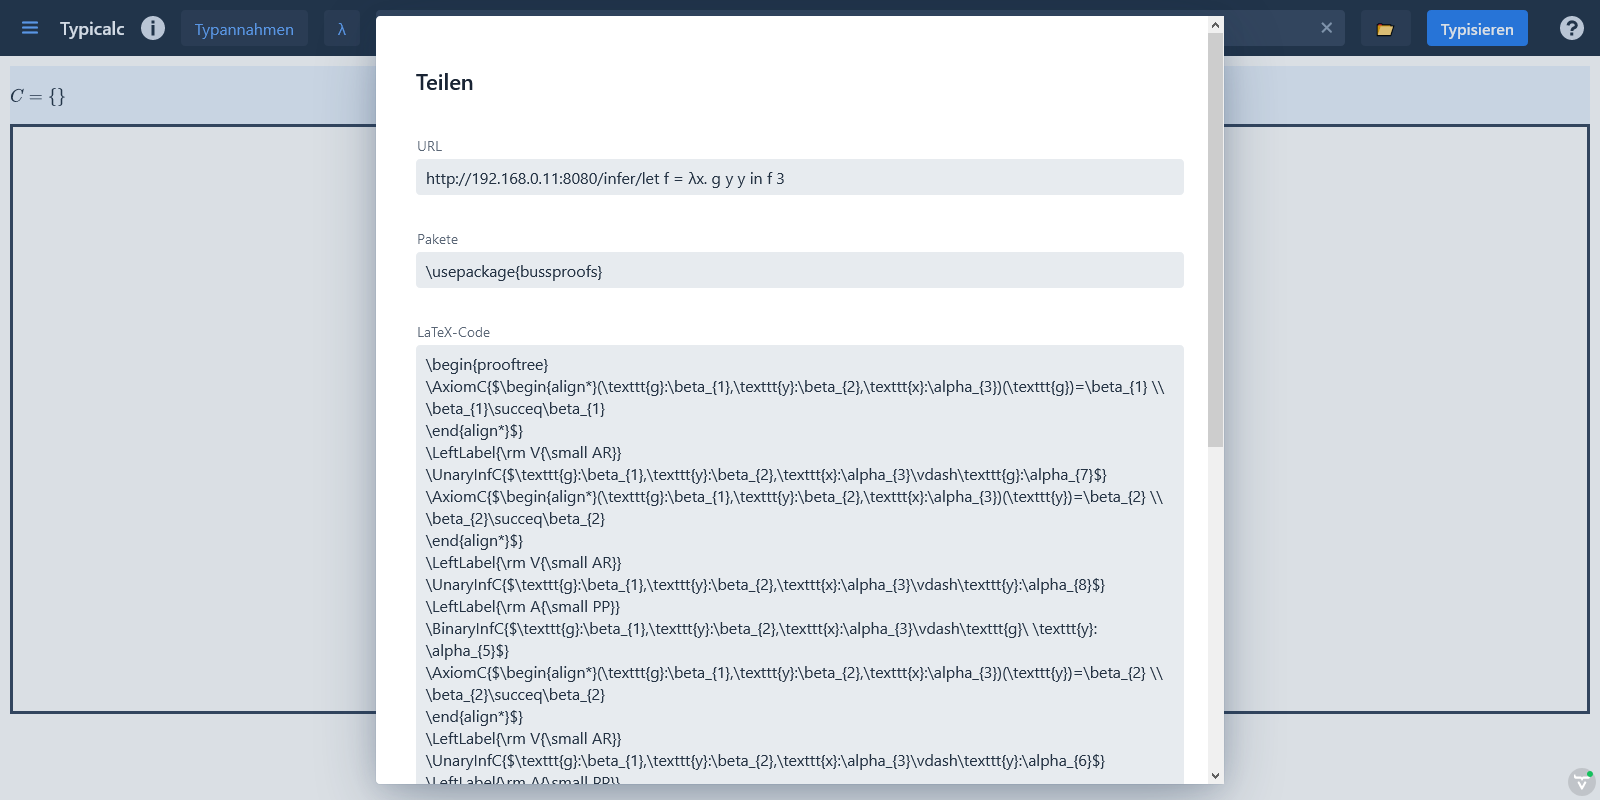 Typicalc
Typannahmen
λ
Typisieren
C = {}
Teilen
URL
http://192.168.0.11:8080/infer/let f = λx. g y y in f 3
Pakete
\usepackage{bussproofs}
LaTeX-Code
\begin{prooftree}
\AxiomC{$\begin{align*}(\texttt{g}:\beta_{1},\texttt{y}:\beta_{2},\texttt{x}:\alpha_{3})(\texttt{g})=\beta_{1} \\
\beta_{1}\succeq\beta_{1}
\end{align*}$}
\LeftLabel{\rm V{\small AR}}
\UnaryInfC{$\texttt{g}:\beta_{1},\texttt{y}:\beta_{2},\texttt{x}:\alpha_{3}\vdash\texttt{g}:\alpha_{7}$}
\AxiomC{$\begin{align*}(\texttt{g}:\beta_{1},\texttt{y}:\beta_{2},\texttt{x}:\alpha_{3})(\texttt{y})=\beta_{2} \\
\beta_{2}\succeq\beta_{2}
\end{align*}$}
\LeftLabel{\rm V{\small AR}}
\UnaryInfC{$\texttt{g}:\beta_{1},\texttt{y}:\beta_{2},\texttt{x}:\alpha_{3}\vdash\texttt{y}:\alpha_{8}$}
\LeftLabel{\rm A{\small PP}}
\BinaryInfC{$\texttt{g}:\beta_{1},\texttt{y}:\beta_{2},\texttt{x}:\alpha_{3}\vdash\texttt{g}\ \texttt{y}:
\alpha_{5}$}
\AxiomC{$\begin{align*}(\texttt{g}:\beta_{1},\texttt{y}:\beta_{2},\texttt{x}:\alpha_{3})(\texttt{y})=\beta_{2} \\
\beta_{2}\succeq\beta_{2}
\end{align*}$}
\LeftLabel{\rm V{\small AR}}
\UnaryInfC{$\texttt{g}:\beta_{1},\texttt{y}:\beta_{2},\texttt{x}:\alpha_{3}\vdash\texttt{y}:\alpha_{6}$}
\LeftLabel{\rm A{\small PP}}